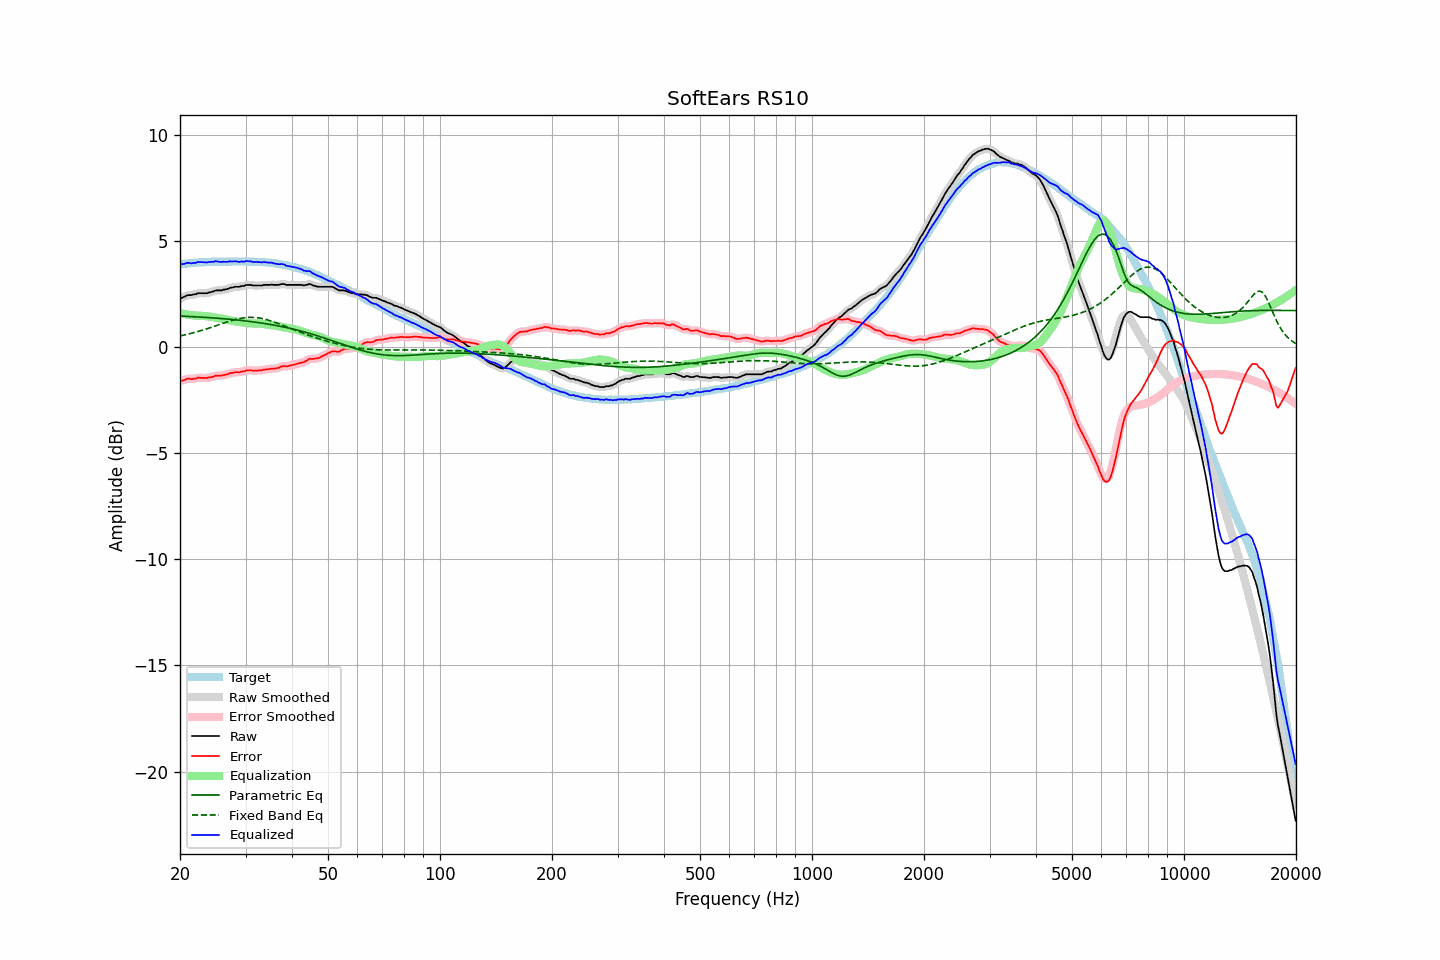 SoftEars RS10
Amplitude (dBr)
10
5
0
−5
−10
−15
−20
Target
Raw Smoothed
Error Smoothed
Raw
Error
Equalization
Parametric Eq
Fixed Band Eq
Equalized
20 50 100 200 500 1000 2000 5000 10000 20000
Frequency (Hz)